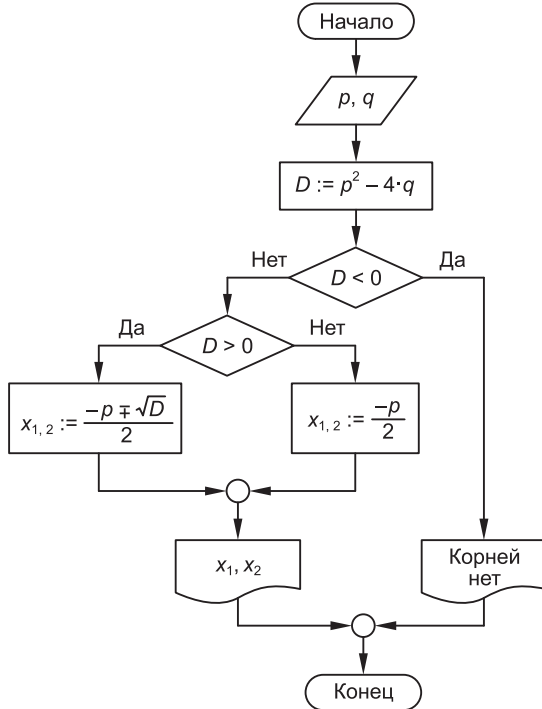 Начало
p, q
D := p² – 4·q
Нет
Да
D < 0
Да
Нет
D > 0
x₁, ₂ := (–p ∓ √D)/2
x₁, ₂ := –p/2
x₁, x₂
Корней
нет
Конец